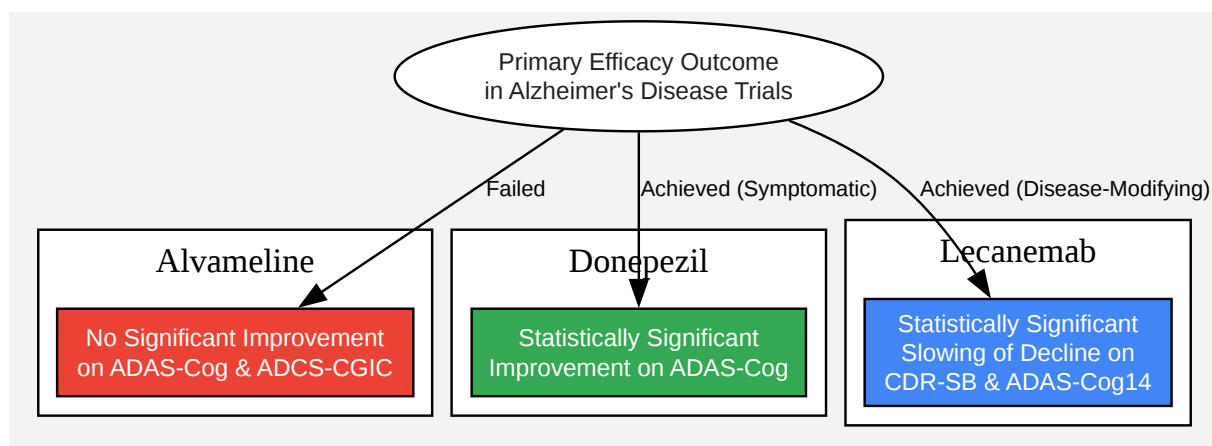 Primary Efficacy Outcome
in Alzheimer's Disease Trials
Failed
Achieved (Symptomatic)
Achieved (Disease-Modifying)
Alvameline
No Significant Improvement
on ADAS-Cog & ADCS-CGIC
Donepezil
Statistically Significant
Improvement on ADAS-Cog
Lecanemab
Statistically Significant
Slowing of Decline on
CDR-SB & ADAS-Cog14